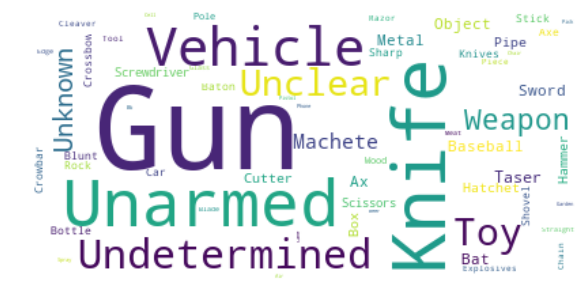 Cleaver
Pole
Razor
Stick
Object
Axe
Tool
Vehicle
Metal
Pipe
Sharp
Knives
Piece
Unknown
Crossbow
Screwdriver
Unclear
Baton
Sword
Gun
Knife
Weapon
Machete
Baseball
Meat
Hammer
Crowbar
Blunt
Rock
Car
Wood
Cutter
Ax
Taser
Hatchet
Shovel
Unarmed
Scissors
Box
Garden
Bottle
Toy
straight
Undetermined
Bat
Explosives
Chain